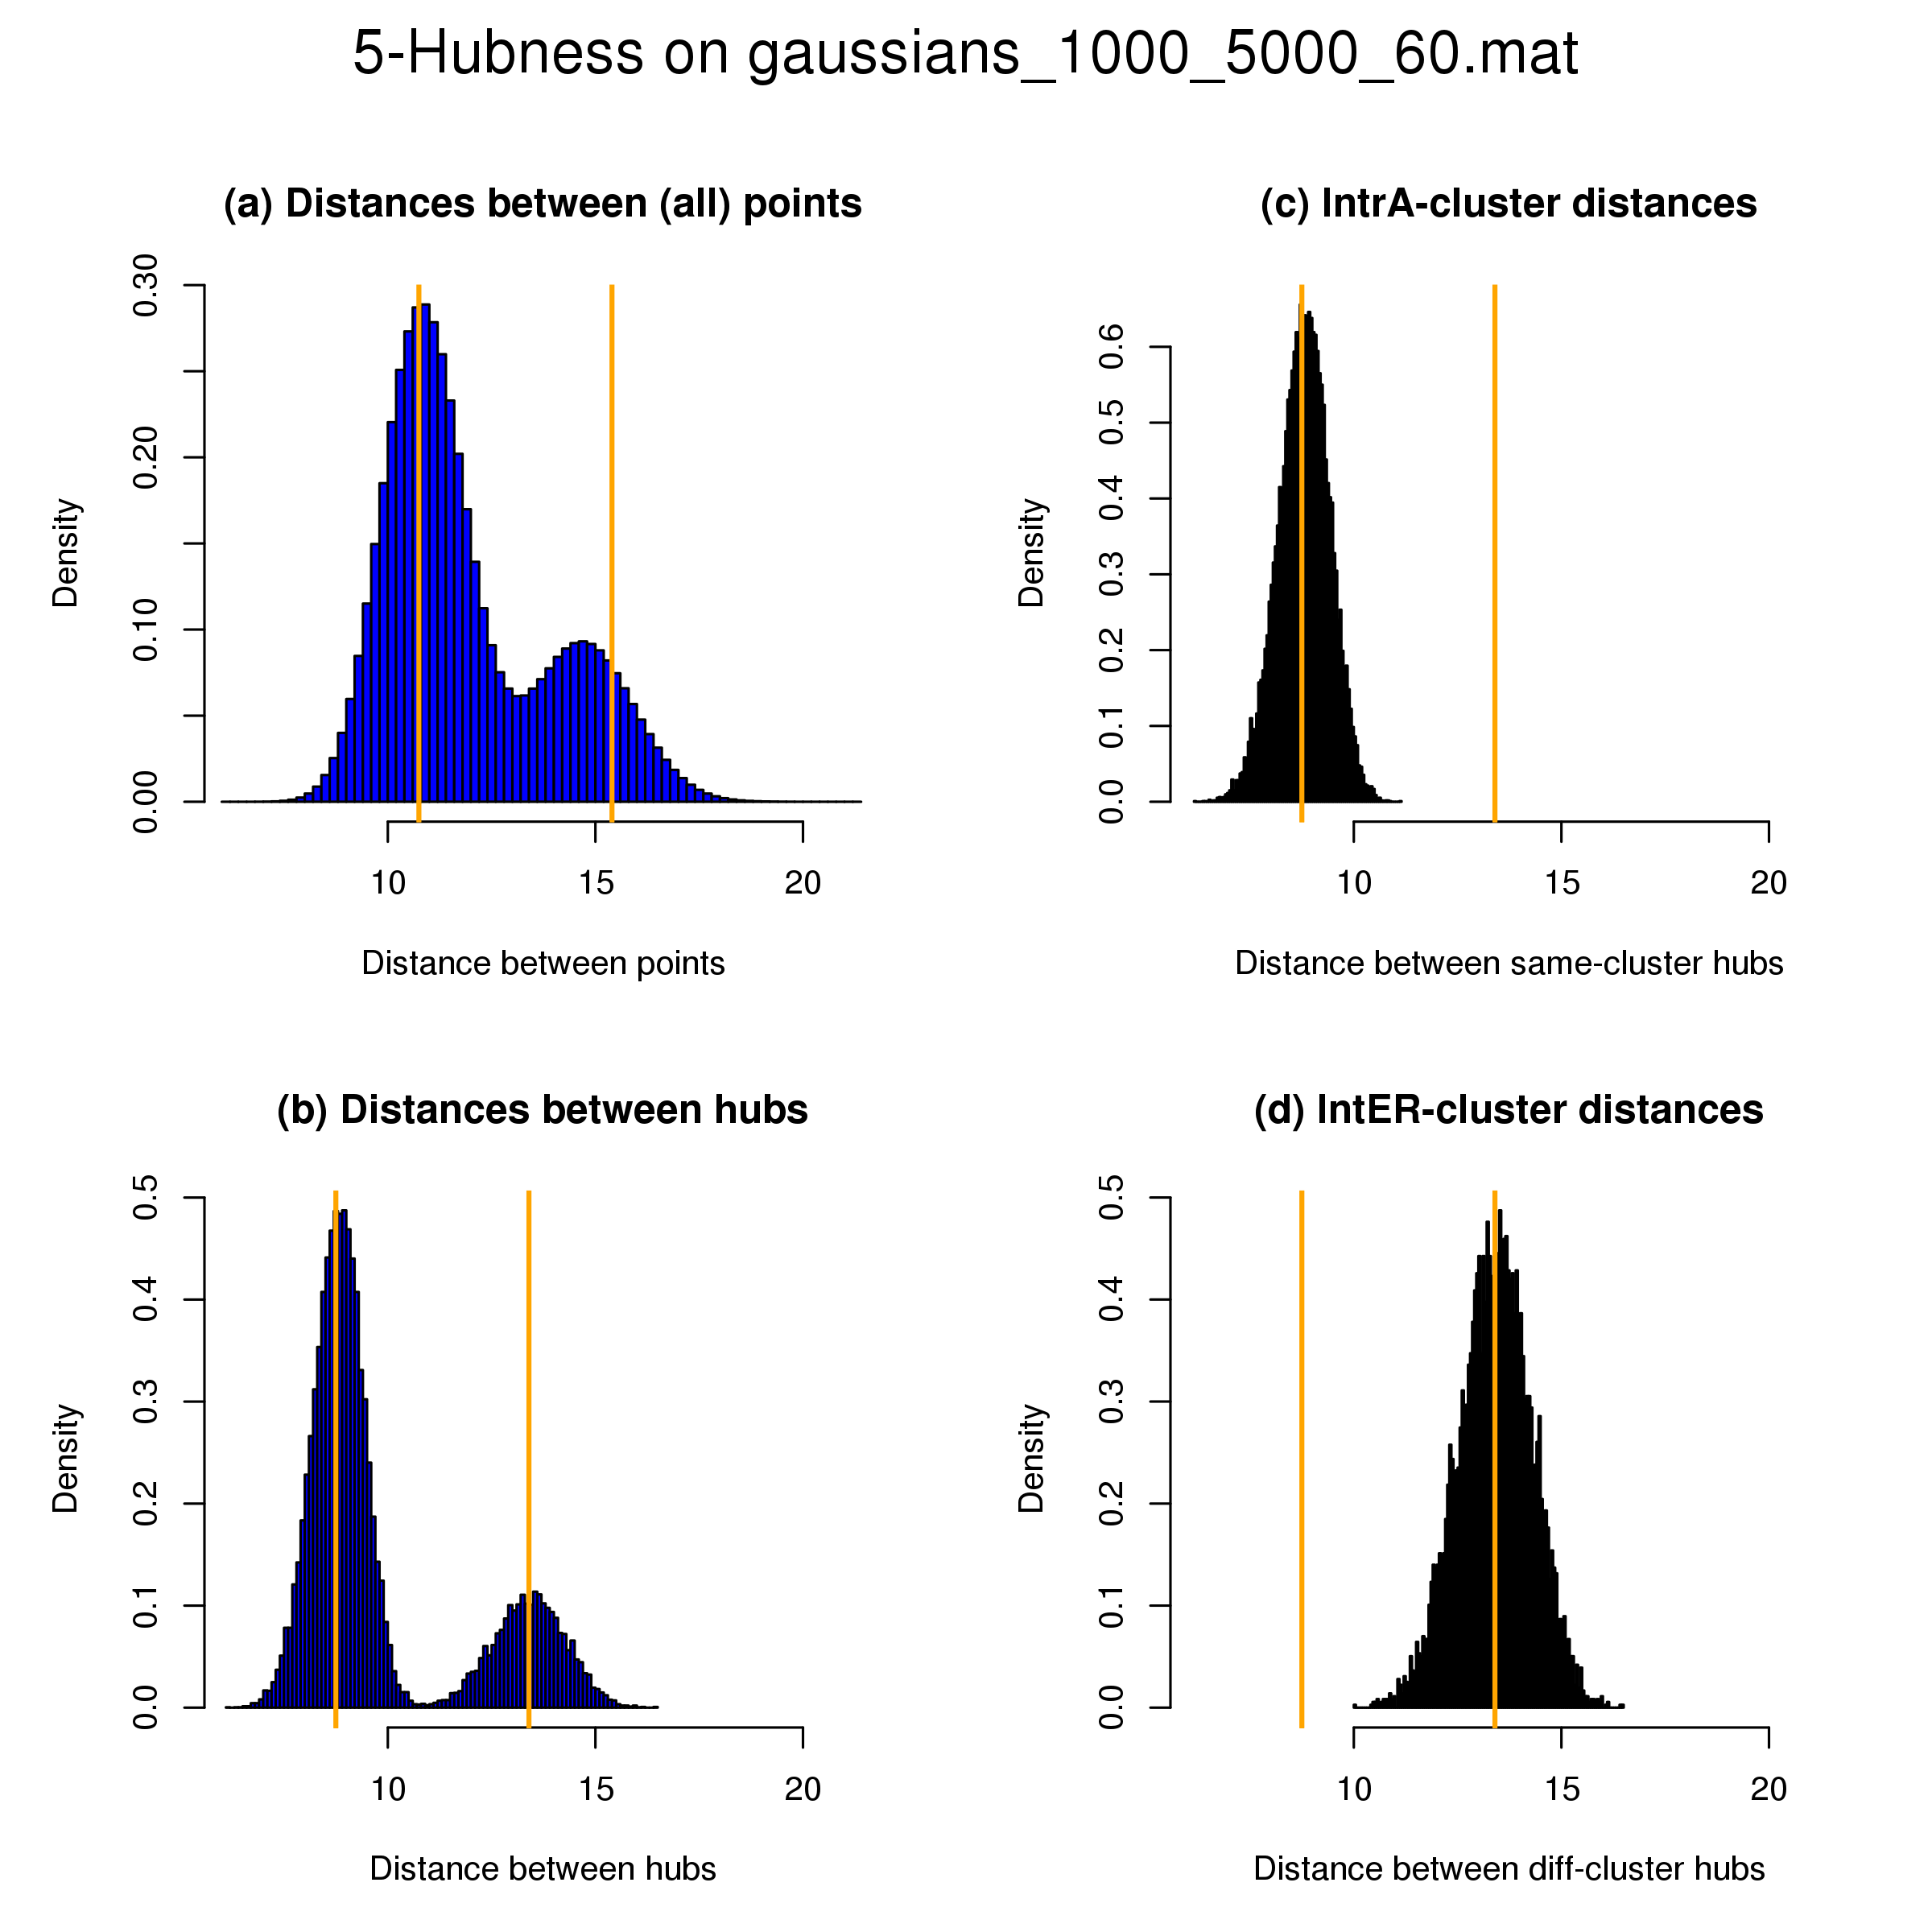 5-Hubness on gaussians_1000_5000_60.mat
(a) Distances between (all) points
Density
0.00 0.10 0.20 0.30
10 15 20
Distance between points
(c) IntrA-cluster distances
Density
0.0 0.1 0.2 0.3 0.4 0.5 0.6
10 15 20
Distance between same-cluster hubs
(b) Distances between hubs
Density
0.0 0.1 0.2 0.3 0.4 0.5
10 15 20
Distance between hubs
(d) IntER-cluster distances
Density
0.0 0.1 0.2 0.3 0.4 0.5
10 15 20
Distance between diff-cluster hubs